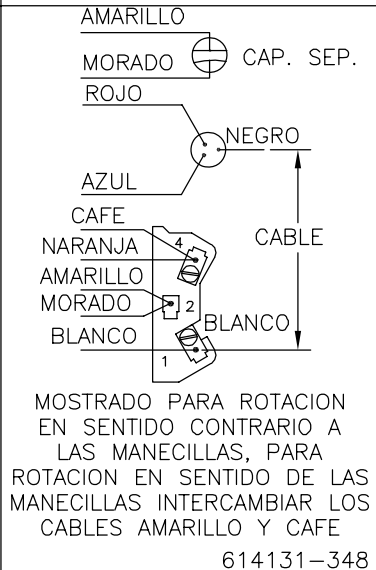 AMARILLO
MORADO
CAP. SEP.
ROJO
NEGRO
AZUL
CAFE
NARANJA
4
CABLE
AMARILLO
MORADO
2
BLANCO
BLANCO
1
MOSTRADO PARA ROTACION
EN SENTIDO CONTRARIO A
LAS MANECILLAS, PARA
ROTACION EN SENTIDO DE LAS
MANECILLAS INTERCAMBIAR LOS
CABLES AMARILLO Y CAFE
614131-348